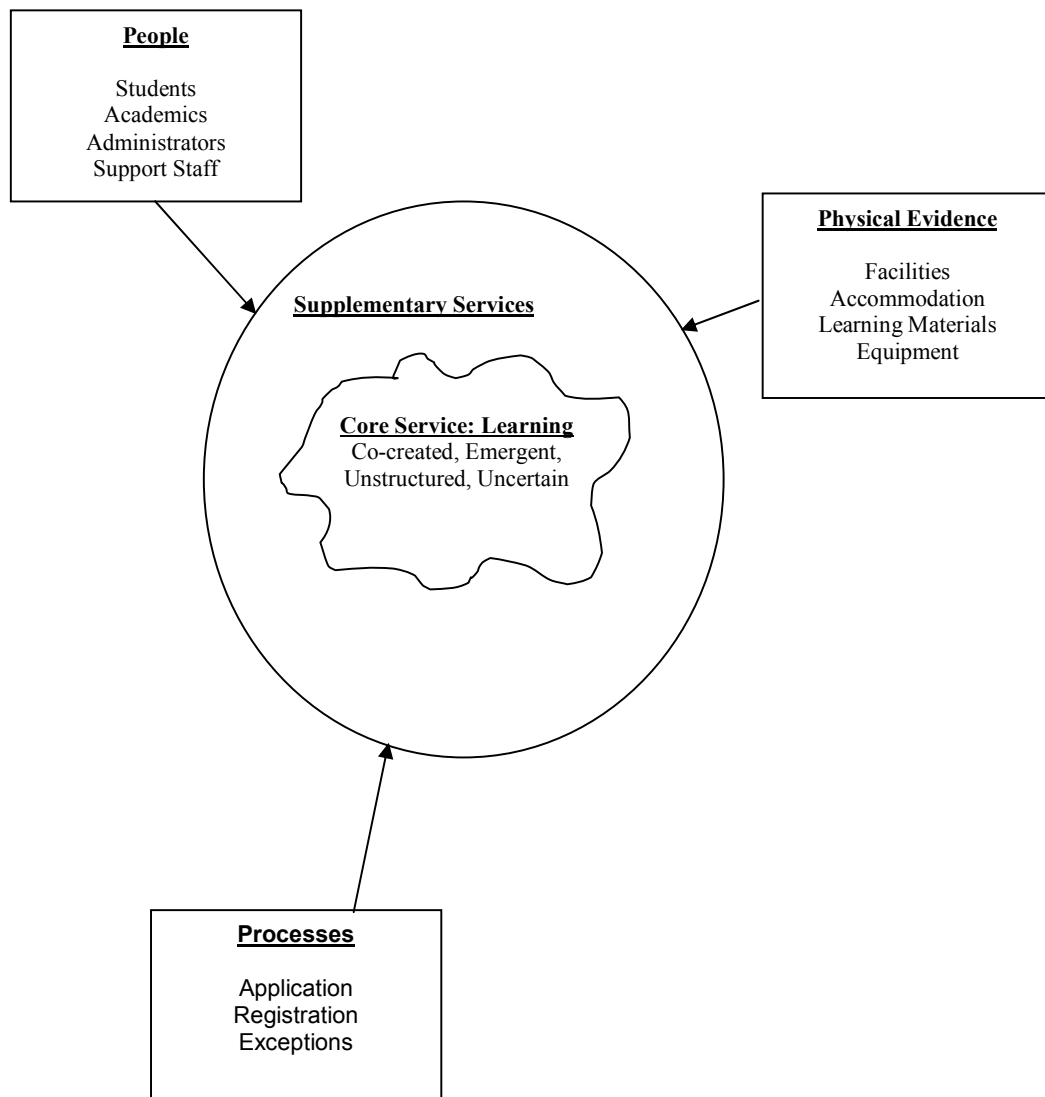 People
Students
Academics
Administrators
Support Staff
Physical Evidence
Facilities
Accommodation
Learning Materials
Equipment
Supplementary Services
Core Service: Learning
Co-created, Emergent,
Unstructured, Uncertain
Processes
Application
Registration
Exceptions